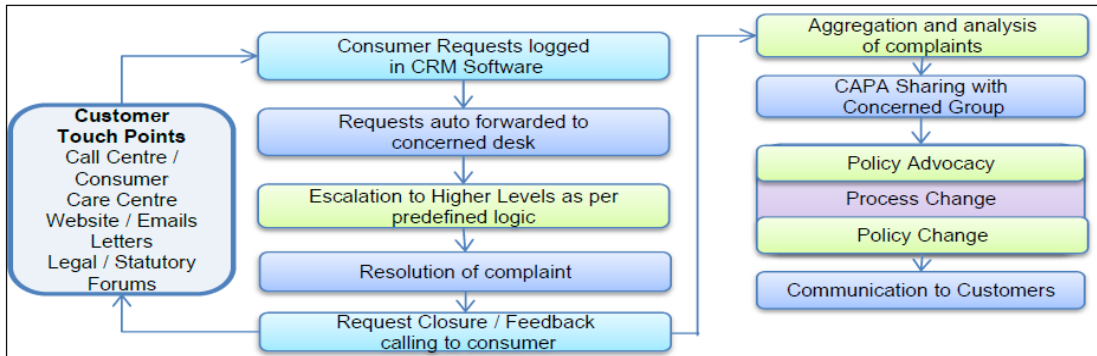 Customer
Touch Points
Call Centre /
Consumer
Care Centre
Website / Emails
Letters
Legal / Statutory
Forums
Consumer Requests logged
in CRM Software
Requests auto forwarded to
concerned desk
Escalation to Higher Levels as per
predefined logic
Resolution of complaint
Request Closure / Feedback
calling to consumer
Aggregation and analysis
of complaints
CAPA Sharing with
Concerned Group
Policy Advocacy
Process Change
Policy Change
Communication to Customers